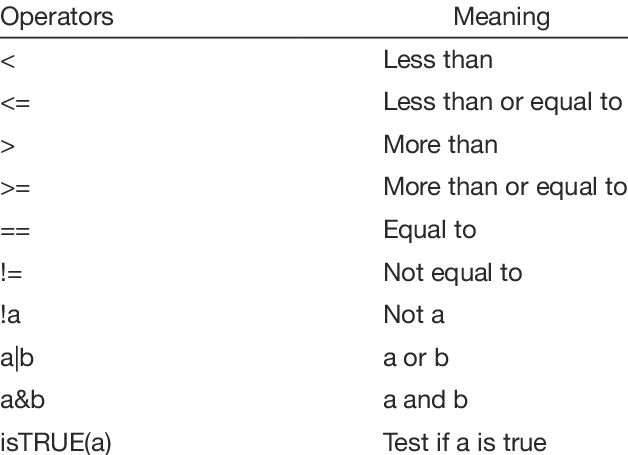 Operators Meaning
< Less than
<= Less than or equal to
> More than
>= More than or equal to
== Equal to
!= Not equal to
!a Not a
a|b a or b
a&b a and b
isTRUE(a) Test if a is true